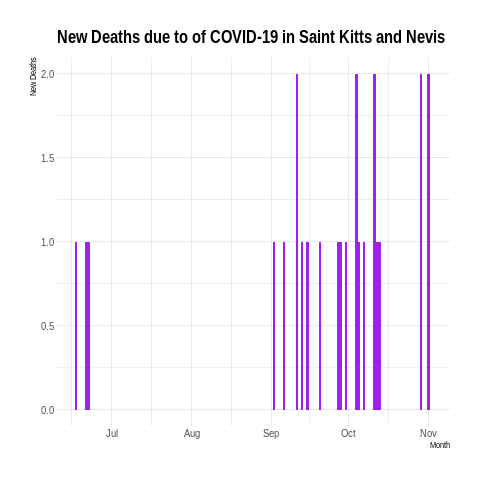 New Deaths due to of COVID-19 in Saint Kitts and Nevis
New Deaths
2.0
1.5
1.0
0.5
0.0
Jul Aug Sep Oct Nov
Month